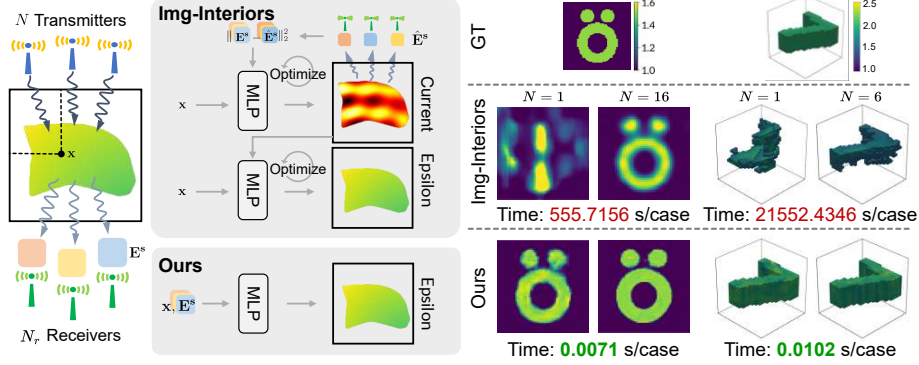 N Transmitters
x
E^s
N_r Receivers
Img-Interiors
‖ E^s - Ê^s ‖_2^2
Ê^s
Optimize
x
MLP
Current
Optimize
x
MLP
Epsilon
Ours
x, E^s
MLP
Epsilon
GT
1.6
1.4
1.2
1.0
2.5
2.0
1.5
1.0
Img-Interiors
N = 1
N = 16
N = 1
N = 6
Time: 555.7156 s/case
Time: 21552.4346 s/case
Ours
Time: 0.0071 s/case
Time: 0.0102 s/case